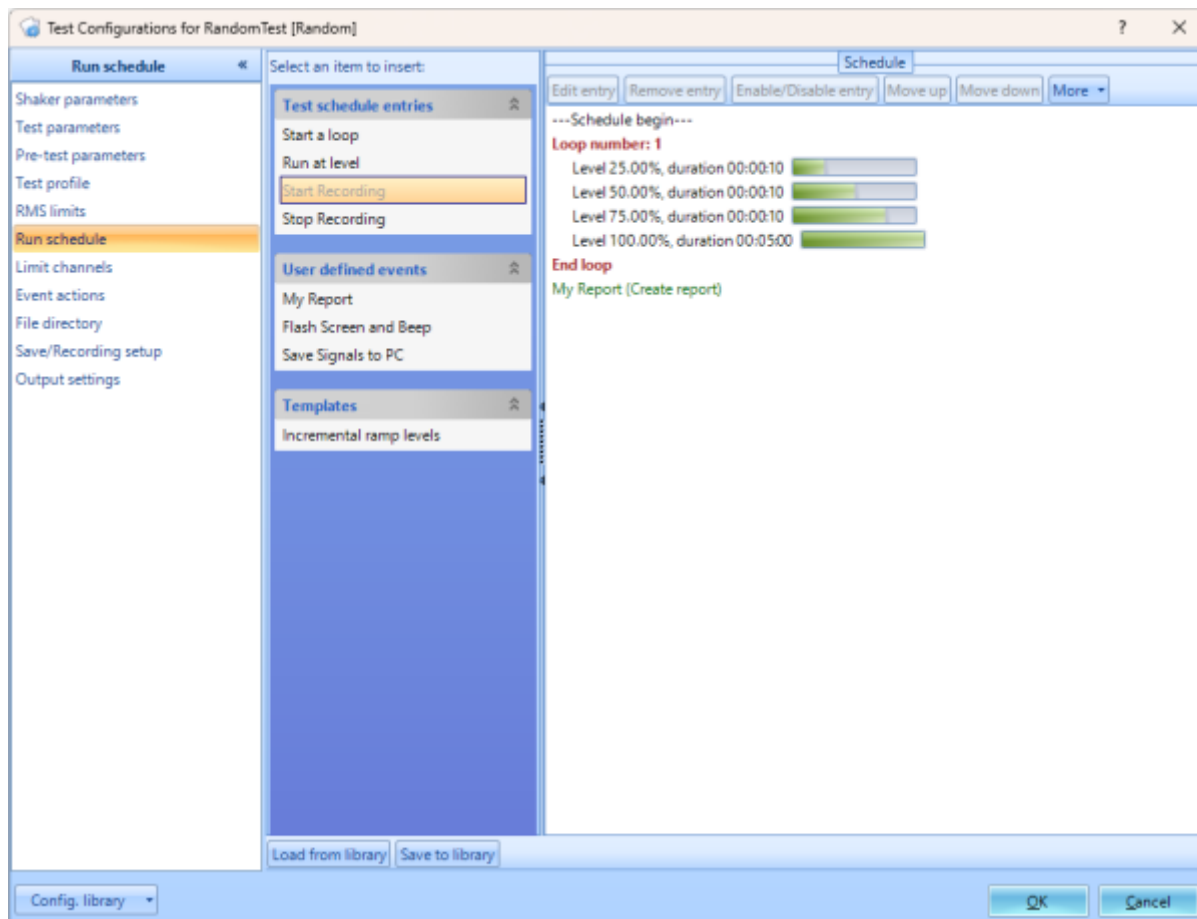 Test Configurations for RandomTest [Random]
?
Run schedule «
Shaker parameters
Test parameters
Pre-test parameters
Test profile
RMS limits
Run schedule
Limit channels
Event actions
File directory
Save/Recording setup
Output settings
Select an item to insert:
Test schedule entries
Start a loop
Run at level
Start Recording
Stop Recording
User defined events
My Report
Flash Screen and Beep
Save Signals to PC
Templates
Incremental ramp levels
Schedule
Edit entry Remove entry Enable/Disable entry Move up Move down More
---Schedule begin---
Loop number: 1
Level 25.00%, duration 00:00:10
Level 50.00%, duration 00:00:10
Level 75.00%, duration 00:00:10
Level 100.00%, duration 00:05:00
End loop
My Report (Create report)
Load from library Save to library
Config. library
OK Cancel